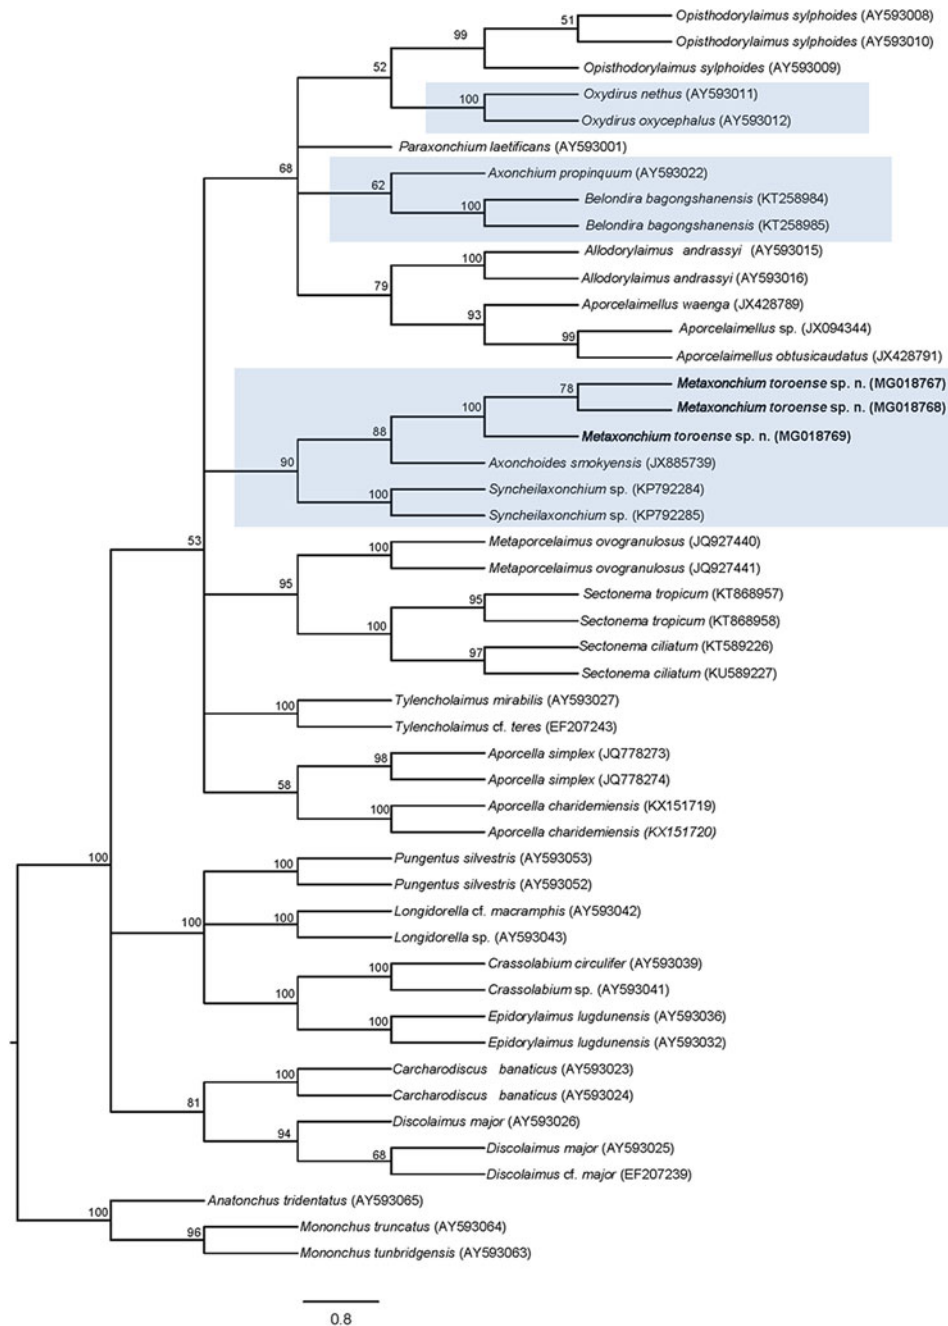 51
Opisthodorylaimus sylphoides (AY593008)
99
Opisthodorylaimus sylphoides (AY593010)
52
Opisthodorylaimus sylphoides (AY593009)
100
Oxydirus nethus (AY593011)
Oxydirus oxycephalus (AY593012)
Paraxonchium laetificans (AY593001)
68
62
Axonchium propinquum (AY593022)
100
Belondira bagongshanensis (KT258984)
Belondira bagongshanensis (KT258985)
100
Allodorylaimus andrassyi (AY593015)
79
Allodorylaimus andrassyi (AY593016)
93
Aporcelaimellus waenga (JX428789)
99
Aporcelaimellus sp. (JX094344)
Aporcelaimellus obtusicaudatus (JX428791)
78
Metaxonchium toroense sp. n. (MG018767)
100
Metaxonchium toroense sp. n. (MG018768)
88
Metaxonchium toroense sp. n. (MG018769)
90
Axonchoides smokyensis (JX885739)
100
Syncheilaxonchium sp. (KP792284)
Syncheilaxonchium sp. (KP792285)
53
100
Metaporcelaimus ovogranulosus (JQ927440)
95
Metaporcelaimus ovogranulosus (JQ927441)
95
Sectonema tropicum (KT868957)
100
Sectonema tropicum (KT868958)
97
Sectonema ciliatum (KT589226)
Sectonema ciliatum (KU589227)
100
Tylencholaimus mirabilis (AY593027)
Tylencholaimus cf. teres (EF207243)
98
Aporcella simplex (JQ778273)
58
Aporcella simplex (JQ778274)
100
Aporcella charidemiensis (KX151719)
Aporcella charidemiensis (KX151720)
100
100
Pungentus silvestris (AY593053)
Pungentus silvestris (AY593052)
100
100
Longidorella cf. macramphis (AY593042)
Longidorella sp. (AY593043)
100
Crassolabium circulifer (AY593039)
100
Crassolabium sp. (AY593041)
100
Epidorylaimus lugdunensis (AY593036)
Epidorylaimus lugdunensis (AY593032)
100
Carcharodiscus banaticus (AY593023)
81
Carcharodiscus banaticus (AY593024)
94
Discolaimus major (AY593026)
68
Discolaimus major (AY593025)
Discolaimus cf. major (EF207239)
100
Anatonchus tridentatus (AY593065)
96
Mononchus truncatus (AY593064)
Mononchus tunbridgensis (AY593063)
0.8